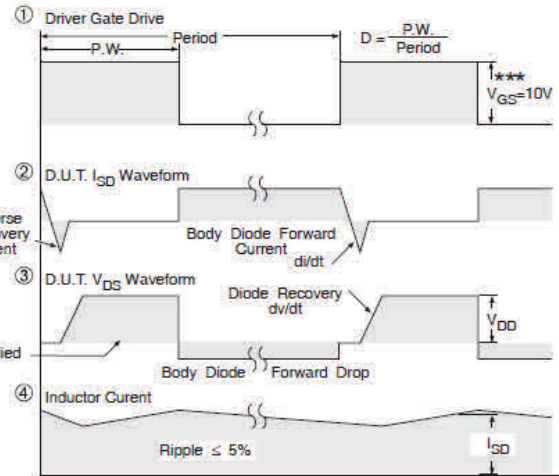 ① Driver Gate Drive
P.W.
Period
D = P.W.
Period
***
VGS=10V
② D.U.T. ISD Waveform
Body Diode Forward
Current
di/dt
③ D.U.T. VDS Waveform
Diode Recovery
dv/dt
VDD
Body Diode Forward Drop
④ Inductor Curent
Ripple ≤ 5%
ISD